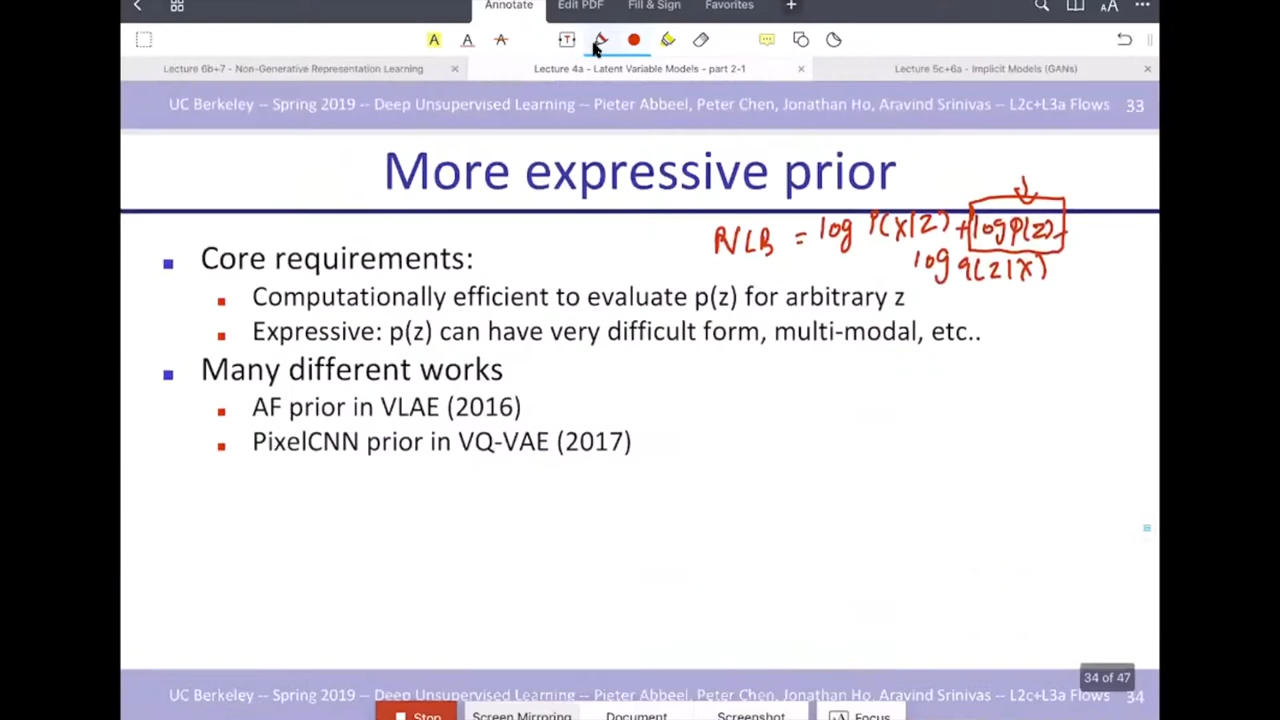 Annotate Edit PDF Fill & Sign Favorites +
Lecture 6b+7 - Non-Generative Representation Learning × Lecture 4a - Latent Variable Models - part 2-1 × Lecture 5c+6a - Implicit Models (GANs) ×
UC Berkeley -- Spring 2019 -- Deep Unsupervised Learning -- Pieter Abbeel, Peter Chen, Jonathan Ho, Aravind Srinivas -- L2c+L3a Flows 33
More expressive prior
= log P(x|z) + log P(z) -
log q(z|x)
Core requirements:
Computationally efficient to evaluate p(z) for arbitrary z
Expressive: p(z) can have very difficult form, multi-modal, etc..
Many different works
AF prior in VLAE (2016)
PixelCNN prior in VQ-VAE (2017)
34 of 47
UC Berkeley -- Spring 2019 -- Deep Unsupervised Learning -- Pieter Abbeel, Peter Chen, Jonathan Ho, Aravind Srinivas -- L2c+L3a Flows 34
Stop Screen Mirroring Document Screenshot Focus